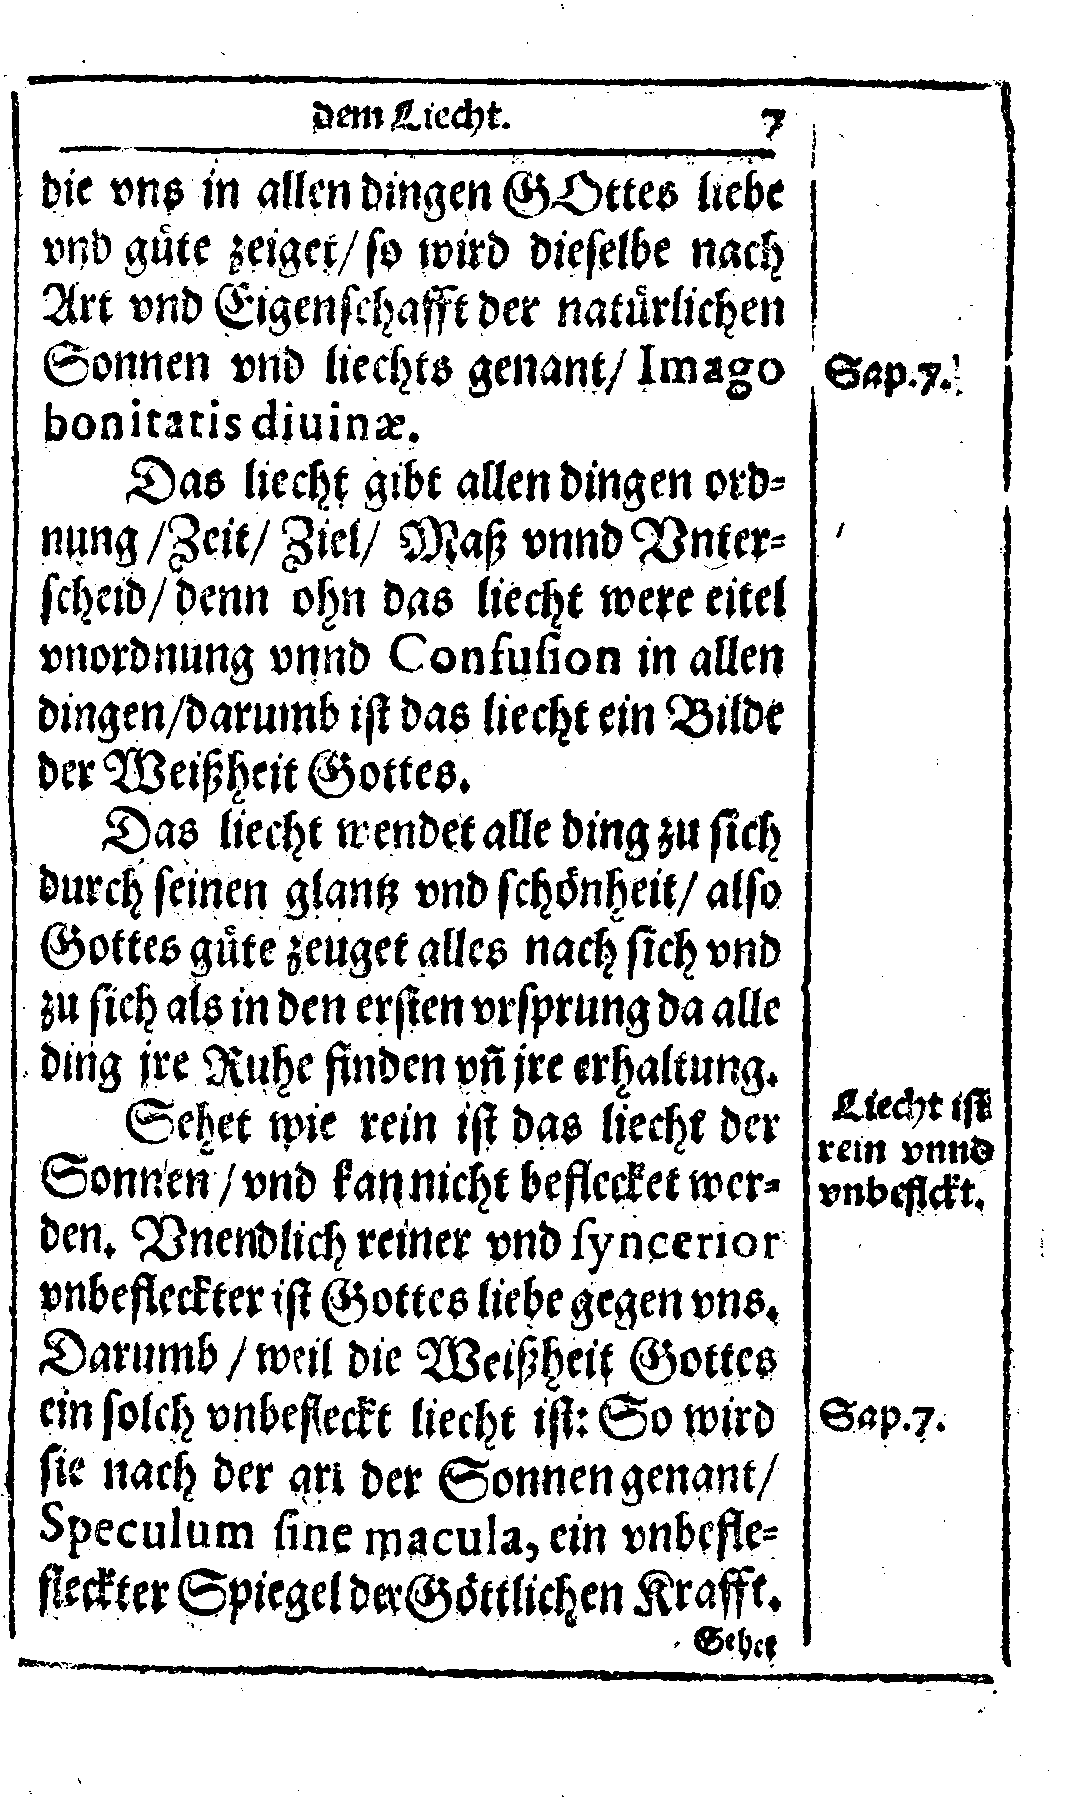 dem Liecht. 7
die vns in allen dingen GOttes liebe
vnd güte zeiget/ so wird dieselbe nach
Art vnd Eigenschafft der natürlichen
Sonnen vnd liechts genant/ Imago
Sap.7.
bonitatis diuinæ.
Das liecht gibt allen dingen ord=
nung /Zeit/ Ziel/ Maß vnnd Vnter=
scheid/ denn ohn das liecht were eitel
vnordnung vnnd Confusion in allen
dingen/darumb ist das liecht ein Bilde
der Weißheit Gottes.
Das liecht wendet alle ding zu sich
durch seinen glantz vnd schönheit/ also
Gottes güte zeuget alles nach sich vnd
zu sich als in den ersten vrsprung da alle
ding jre Ruhe finden vñ jre erhaltung.
Sehet wie rein ist das liecht der
Sonnen / vnd kan nicht beflecket wer=
den. Vnendlich reiner vnd syncerior
vnbefleckter ist Gottes liebe gegen vns.
Liecht ist
rein vnnd
vnbefleckt.
Darumb / weil die Weißheit Gottes
ein solch vnbefleckt liecht ist: So wird
Sap.7.
sie nach der art der Sonnen genant/
Speculum sine macula, ein vnbefle=
fleckter Spiegel der Göttlichen Krafft.
Sehet